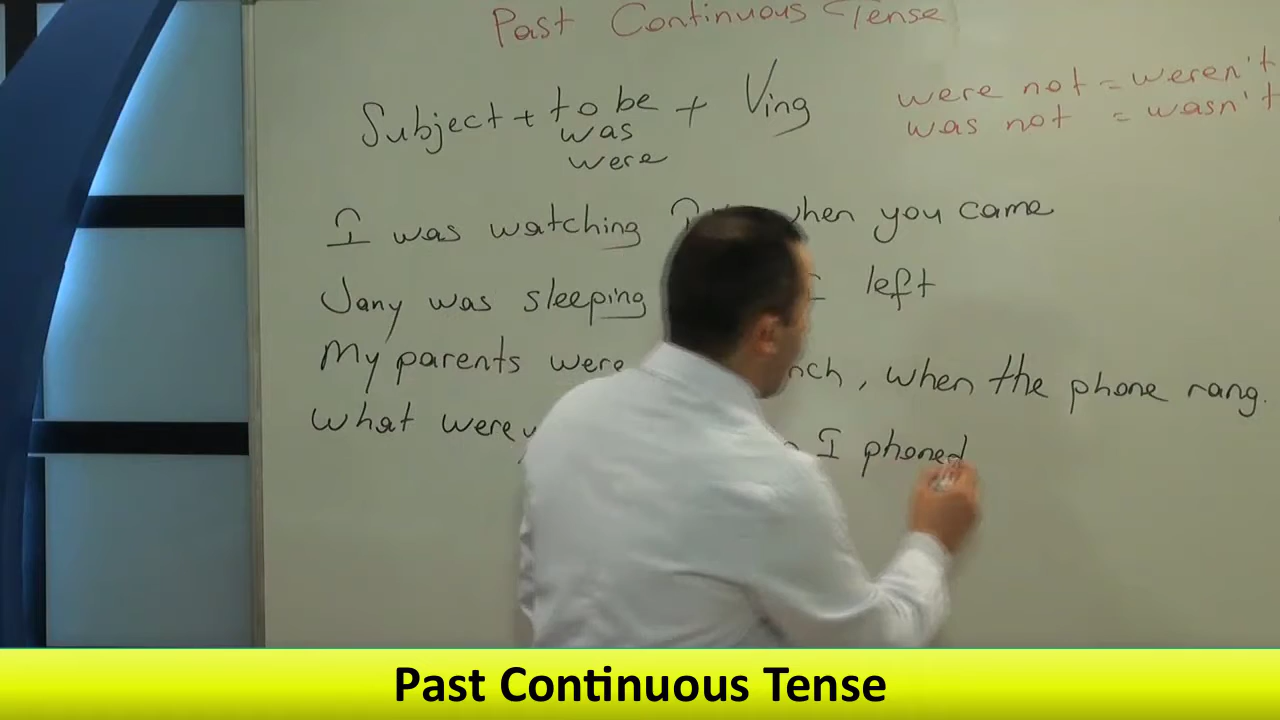 Past Continuous Tense
Subject + to be + Ving
was
were
were not = weren't
was not = wasn't
I was watching when you came
Jany was sleeping left
My parents were , when the phone rang.
What were I phoned
Past Continuous Tense